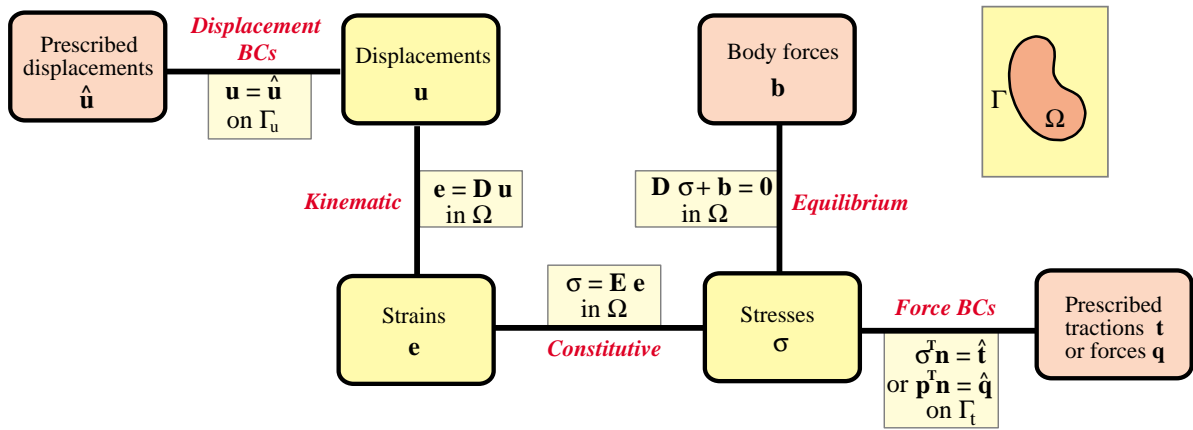 Prescribed
displacements
û
Displacement
BCs
u = û
on Γu
Displacements
u
Body forces
b
Γ
Ω
Kinematic
e = D u
in Ω
D σ + b = 0
in Ω
Equilibrium
Strains
e
σ = E e
in Ω
Constitutive
Stresses
σ
Force BCs
σᵀn = t̂
or pᵀn = q̂
on Γt
Prescribed
tractions t
or forces q